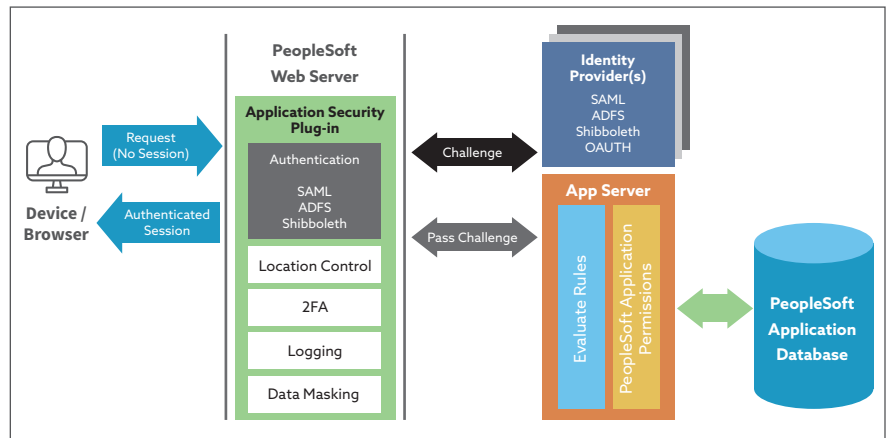 PeopleSoft
Web Server
Application Security
Plug-in
Authentication
SAML
ADFS
Shibboleth
Location Control
2FA
Logging
Data Masking
Request
(No Session)
Authenticated
Session
Device /
Browser
Challenge
Pass Challenge
Identity
Provider(s)
SAML
ADFS
Shibboleth
OAUTH
App Server
Evaluate Rules
PeopleSoft Application
Permissions
PeopleSoft
Application
Database